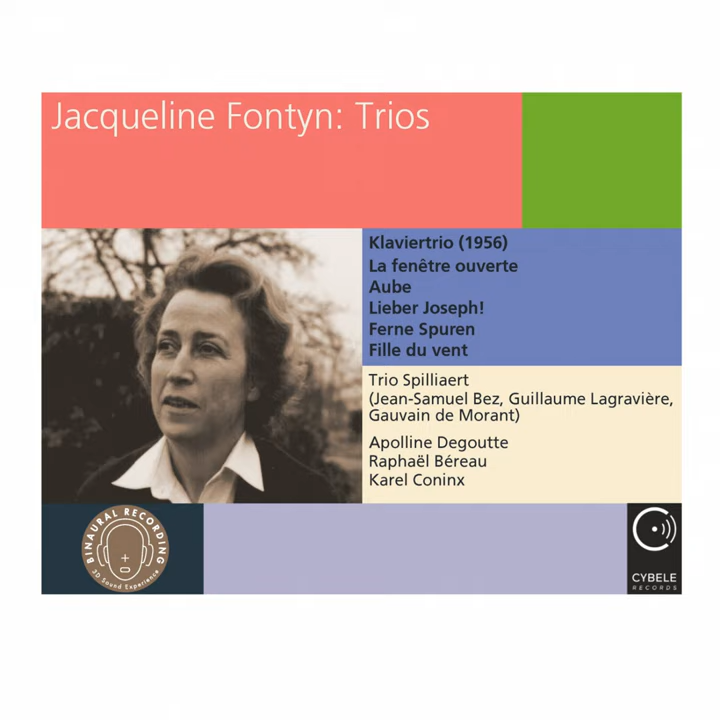 Jacqueline Fontyn: Trios
Klaviertrio (1956)
La fenêtre ouverte
Aube
Lieber Joseph!
Ferne Spuren
Fille du vent
Trio Spilliaert
(Jean-Samuel Bez, Guillaume Lagravière,
Gauvain de Morant)
Apolline Degoutte
Raphaël Béreau
Karel Coninx
BINAURAL RECORDING
3D Sound Experience
CYBELE
RECORDS